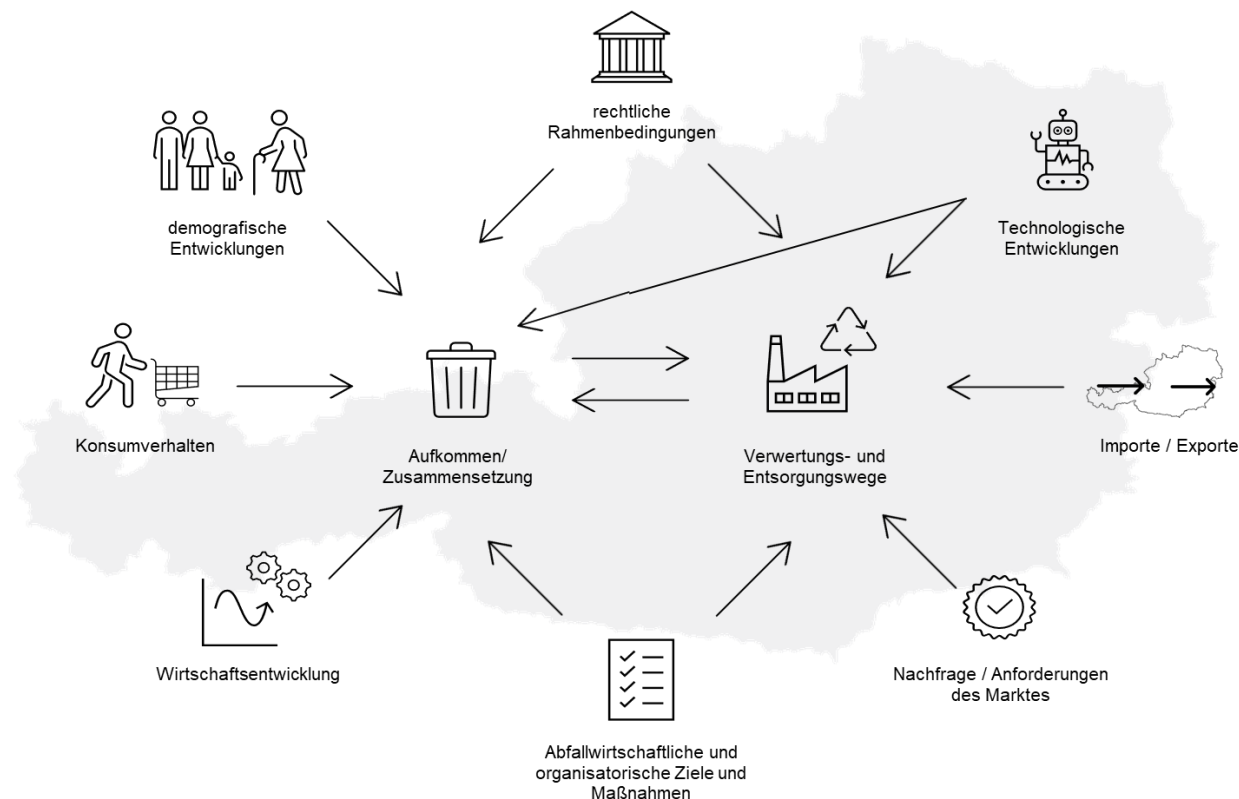 rechtliche
Rahmenbedingungen
demografische
Entwicklungen
Technologische
Entwicklungen
Konsumverhalten
Aufkommen/
Zusammensetzung
Verwertungs- und
Entsorgungswege
Importe / Exporte
Wirtschaftsentwicklung
Nachfrage / Anforderungen
des Marktes
Abfallwirtschaftliche und
organisatorische Ziele und
Maßnahmen